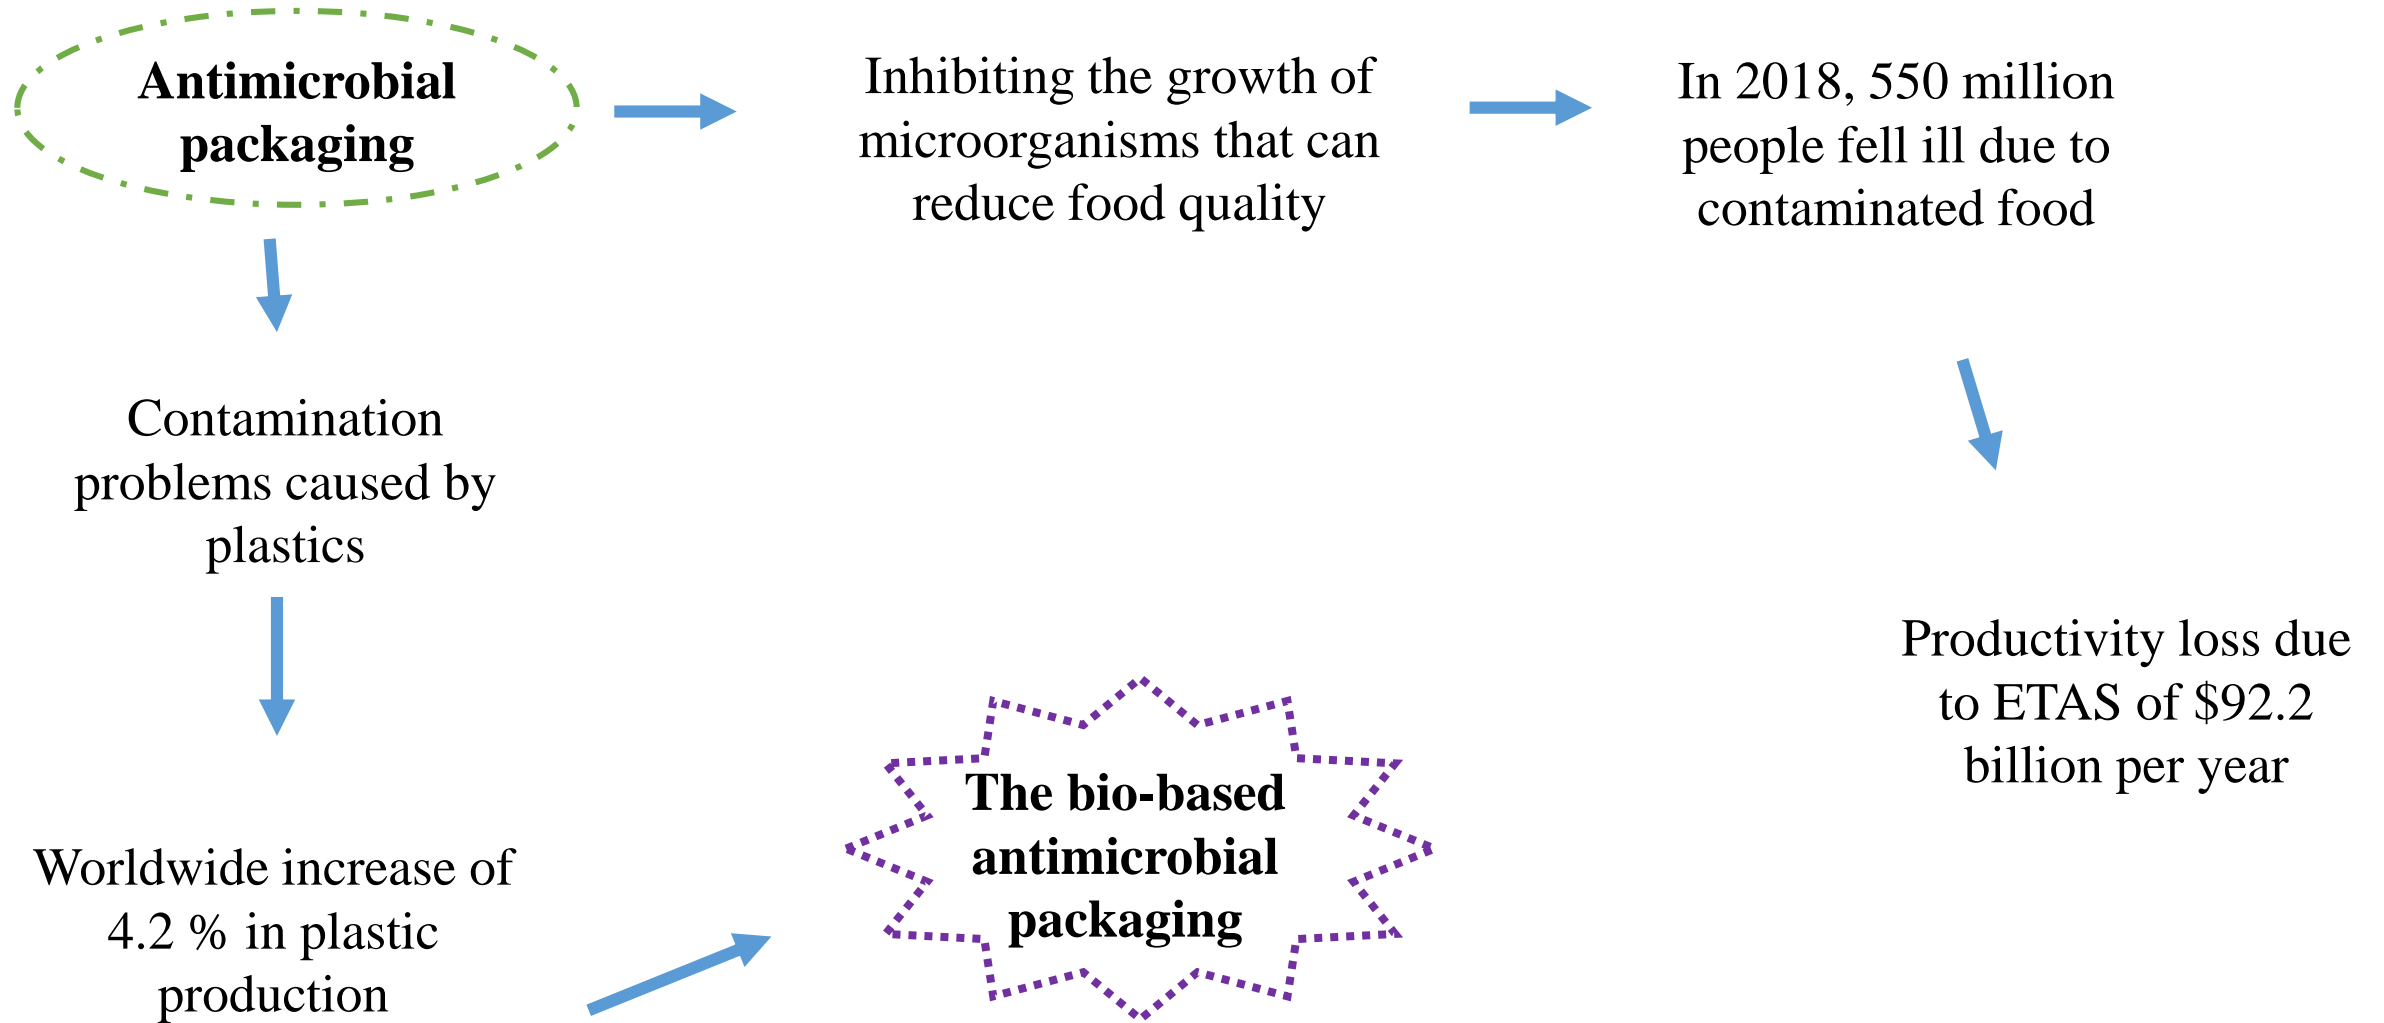 Antimicrobial
packaging
Inhibiting the growth of
microorganisms that can
reduce food quality
In 2018, 550 million
people fell ill due to
contaminated food
Contamination
problems caused by
plastics
Productivity loss due
to ETAS of $92.2
billion per year
Worldwide increase of
4.2 % in plastic
production
The bio-based
antimicrobial
packaging